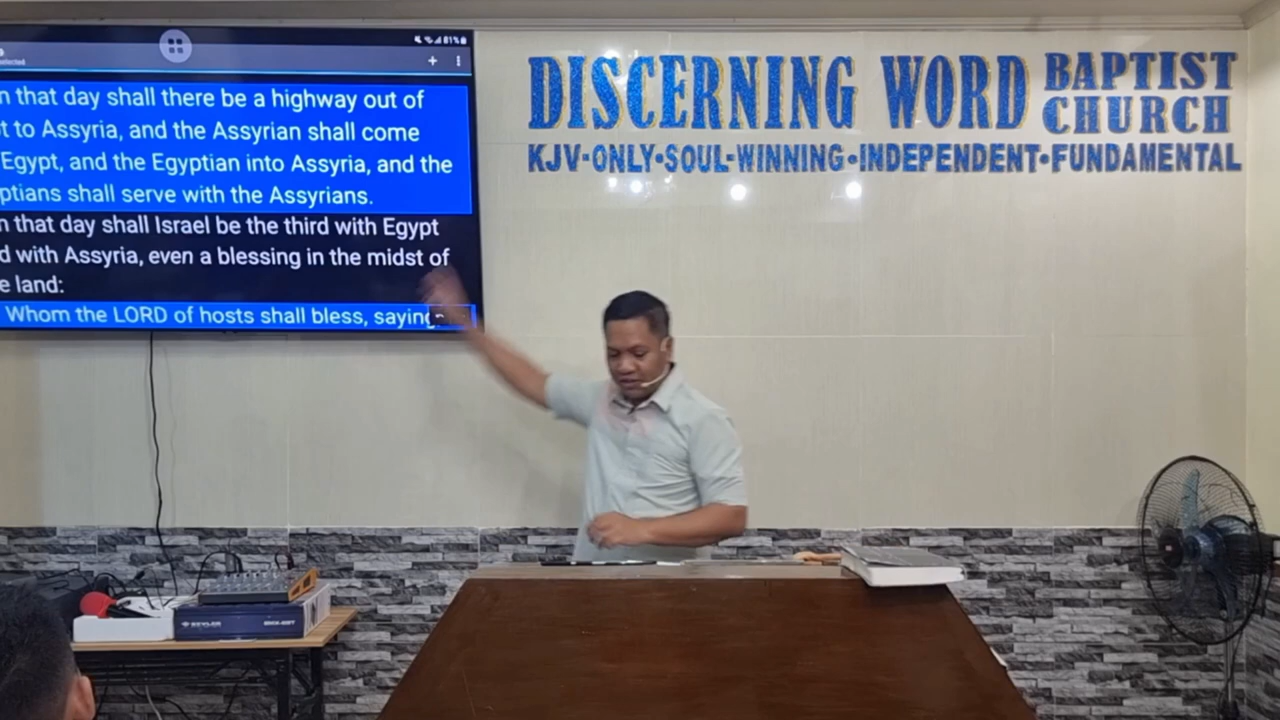 81%
selected
n that day shall there be a highway out of
t to Assyria, and the Assyrian shall come
Egypt, and the Egyptian into Assyria, and the
ptians shall serve with the Assyrians.
n that day shall Israel be the third with Egypt
d with Assyria, even a blessing in the midst of
e land:
Whom the LORD of hosts shall bless, saying
DISCERNING WORD BAPTIST CHURCH
KJV-ONLY•SOUL-WINNING•INDEPENDENT•FUNDAMENTAL
KEVLER